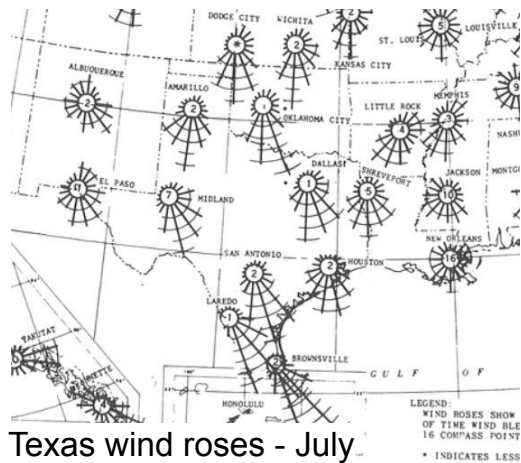 DODGE CITY
WICHITA
ST. LOUIS
LOUISVILLE
KANSAS CITY
ALBUQUERQUE
AMARILLO
OKLAHOMA CITY
LITTLE ROCK
MEMPHIS
EL PASO
MIDLAND
DALLAS
SHREVEPORT
JACKSON
SAN ANTONIO
HOUSTON
NEW ORLEANS
LAREDO
BROWNSVILLE
YAKUTAT
HONOLULU
GULF OF
LEGEND:
WIND ROSES SHOW
OF TIME WIND BLE
16 COMPASS POINT
* INDICATES LESS
Texas wind roses - July